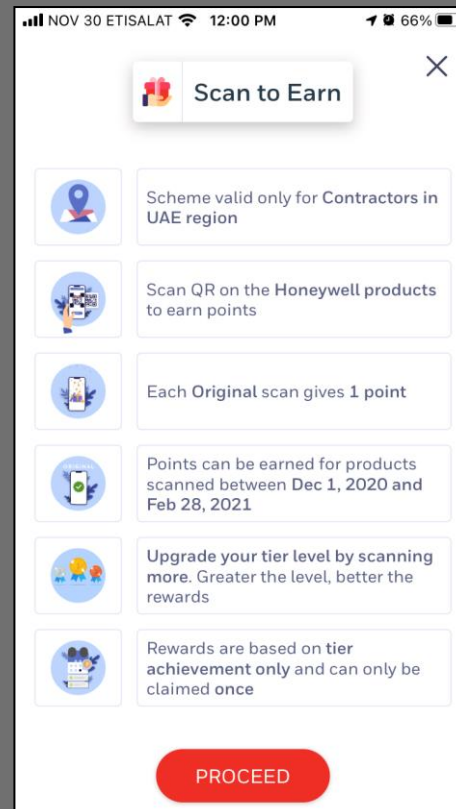 NOV 30 ETISALAT 12:00 PM 66%
Scan to Earn
Scheme valid only for Contractors in
UAE region
Scan QR on the Honeywell products
to earn points
Each Original scan gives 1 point
ORIGINAL
Points can be earned for products
scanned between Dec 1, 2020 and
Feb 28, 2021
Upgrade your tier level by scanning
more. Greater the level, better the
rewards
Rewards are based on tier
achievement only and can only be
claimed once
PROCEED